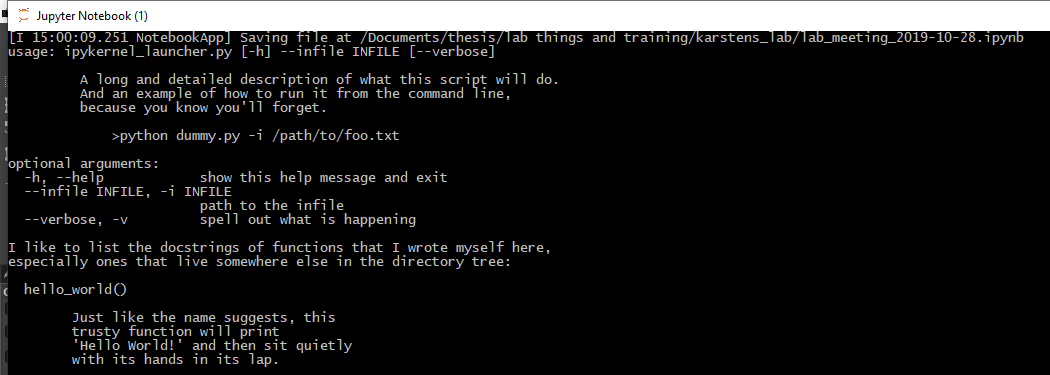 Jupyter Notebook (1)
[I 15:00:09.251 NotebookApp] Saving file at /Documents/thesis/lab things and training/karstens_lab/lab_meeting_2019-10-28.ipynb
usage: ipykernel_launcher.py [-h] --infile INFILE [--verbose]
A long and detailed description of what this script will do.
And an example of how to run it from the command line,
because you know you'll forget.
>python dummy.py -i /path/to/foo.txt
optional arguments:
-h, --help show this help message and exit
--infile INFILE, -i INFILE
path to the infile
--verbose, -v spell out what is happening
I like to list the docstrings of functions that I wrote myself here,
especially ones that live somewhere else in the directory tree:
hello_world()
Just like the name suggests, this
trusty function will print
'Hello World!' and then sit quietly
with its hands in its lap.